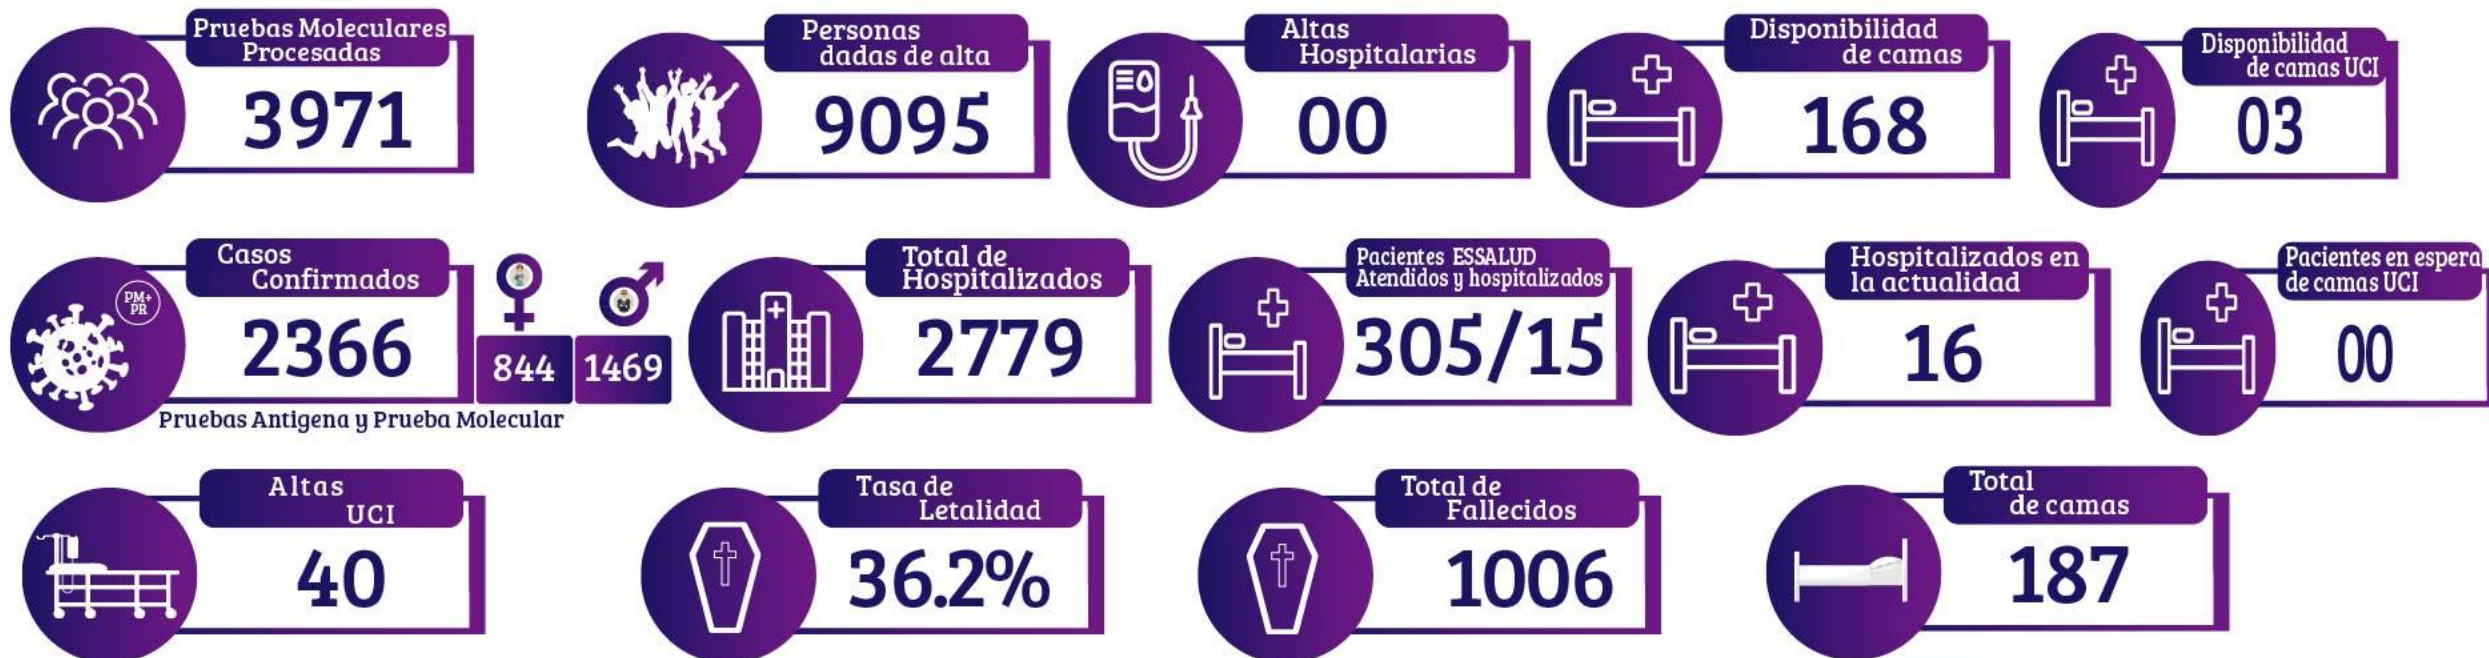 Pruebas Moleculares
Procesadas
3971
Personas
dadas de alta
9095
Altas
Hospitalarias
00
Disponibilidad
de camas
168
Disponibilidad
de camas UCI
03
Casos
Confirmados
PM+
PR
2366
844
1469
Pruebas Antigena y Prueba Molecular
Total de
Hospitalizados
2779
Pacientes ESSALUD
Atendidos y hospitalizados
305/15
Hospitalizados en
la actualidad
16
Pacientes en espera
de camas UCI
00
Altas
UCI
40
Tasa de
Letalidad
36.2%
Total de
Fallecidos
1006
Total
de camas
187